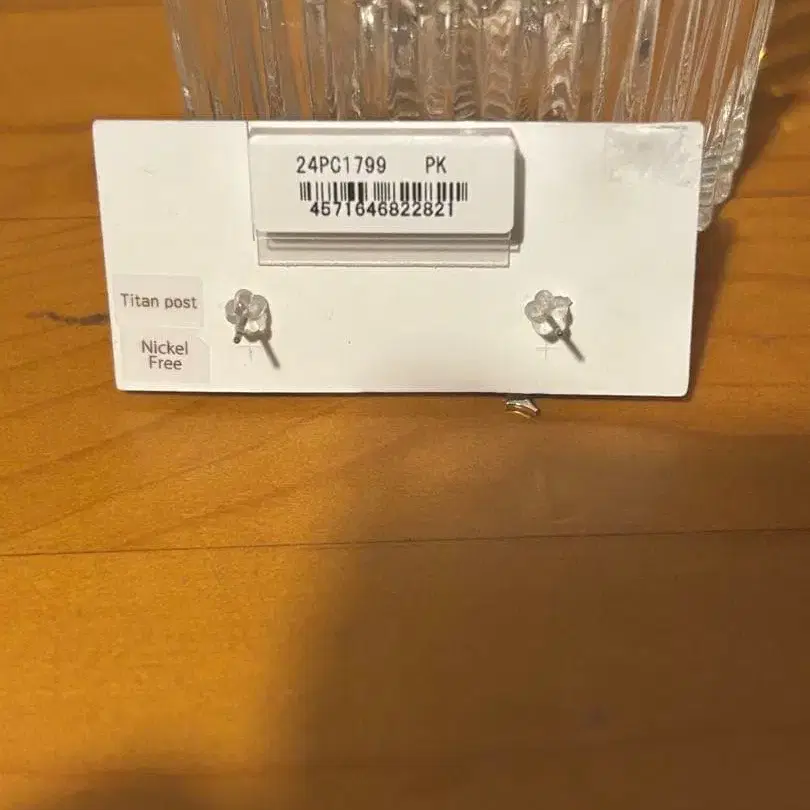 24PC1799 PK
4571646822821
Titan post
Nickel
Free